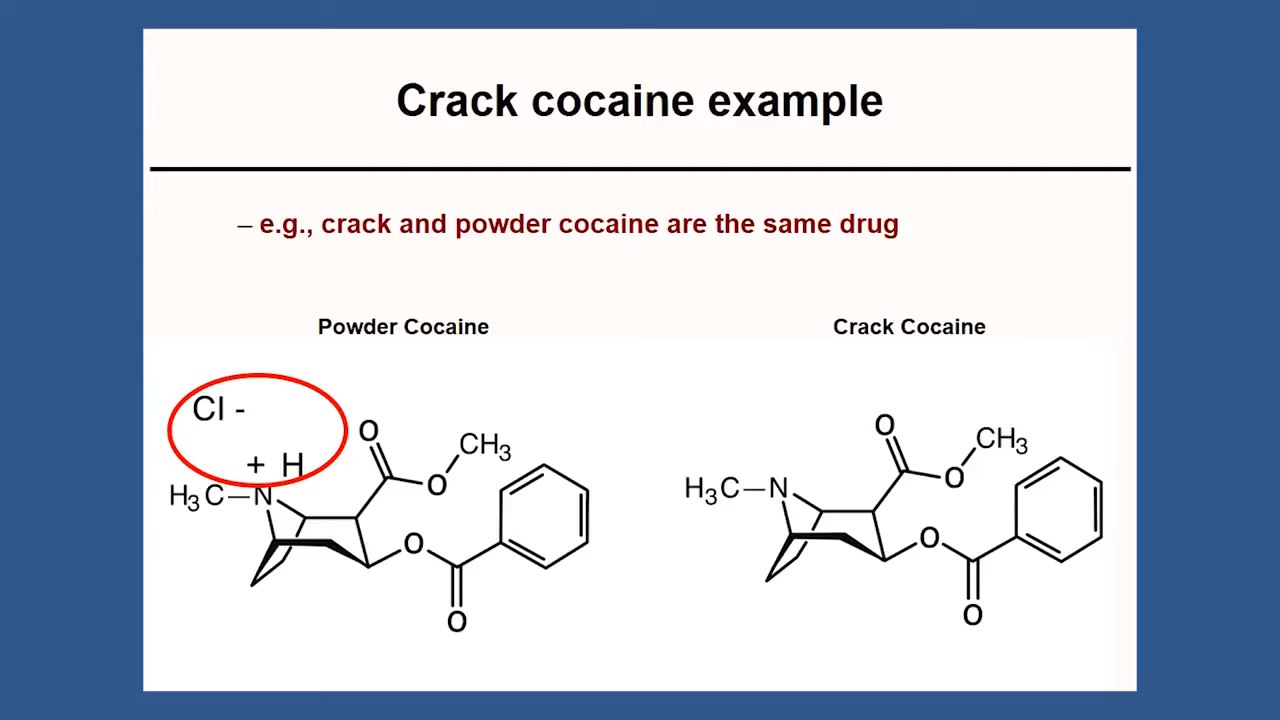 Crack cocaine example
– e.g., crack and powder cocaine are the same drug
Powder Cocaine
Crack Cocaine
Cl -
+ H
H3C–N
O
CH3
O
O
O
H3C–N
O
CH3
O
O
O